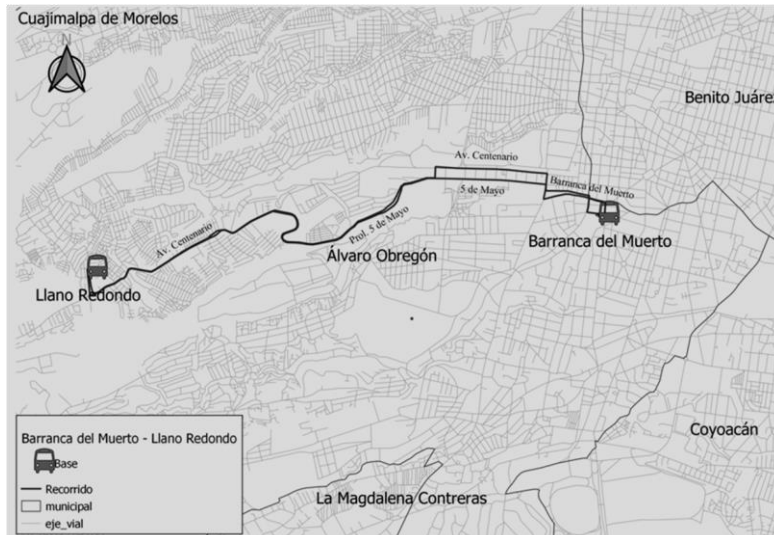 Cuajimalpa de Morelos
N
Benito Juárez
Av. Centenario
Barranca del Muerto
5 de Mayo
Prol. 5 de Mayo
Av. Centenario
Barranca del Muerto
Álvaro Obregón
Llano Redondo
Coyoacán
La Magdalena Contreras
Barranca del Muerto - Llano Redondo
Base
Recorrido
municipal
eje_vial